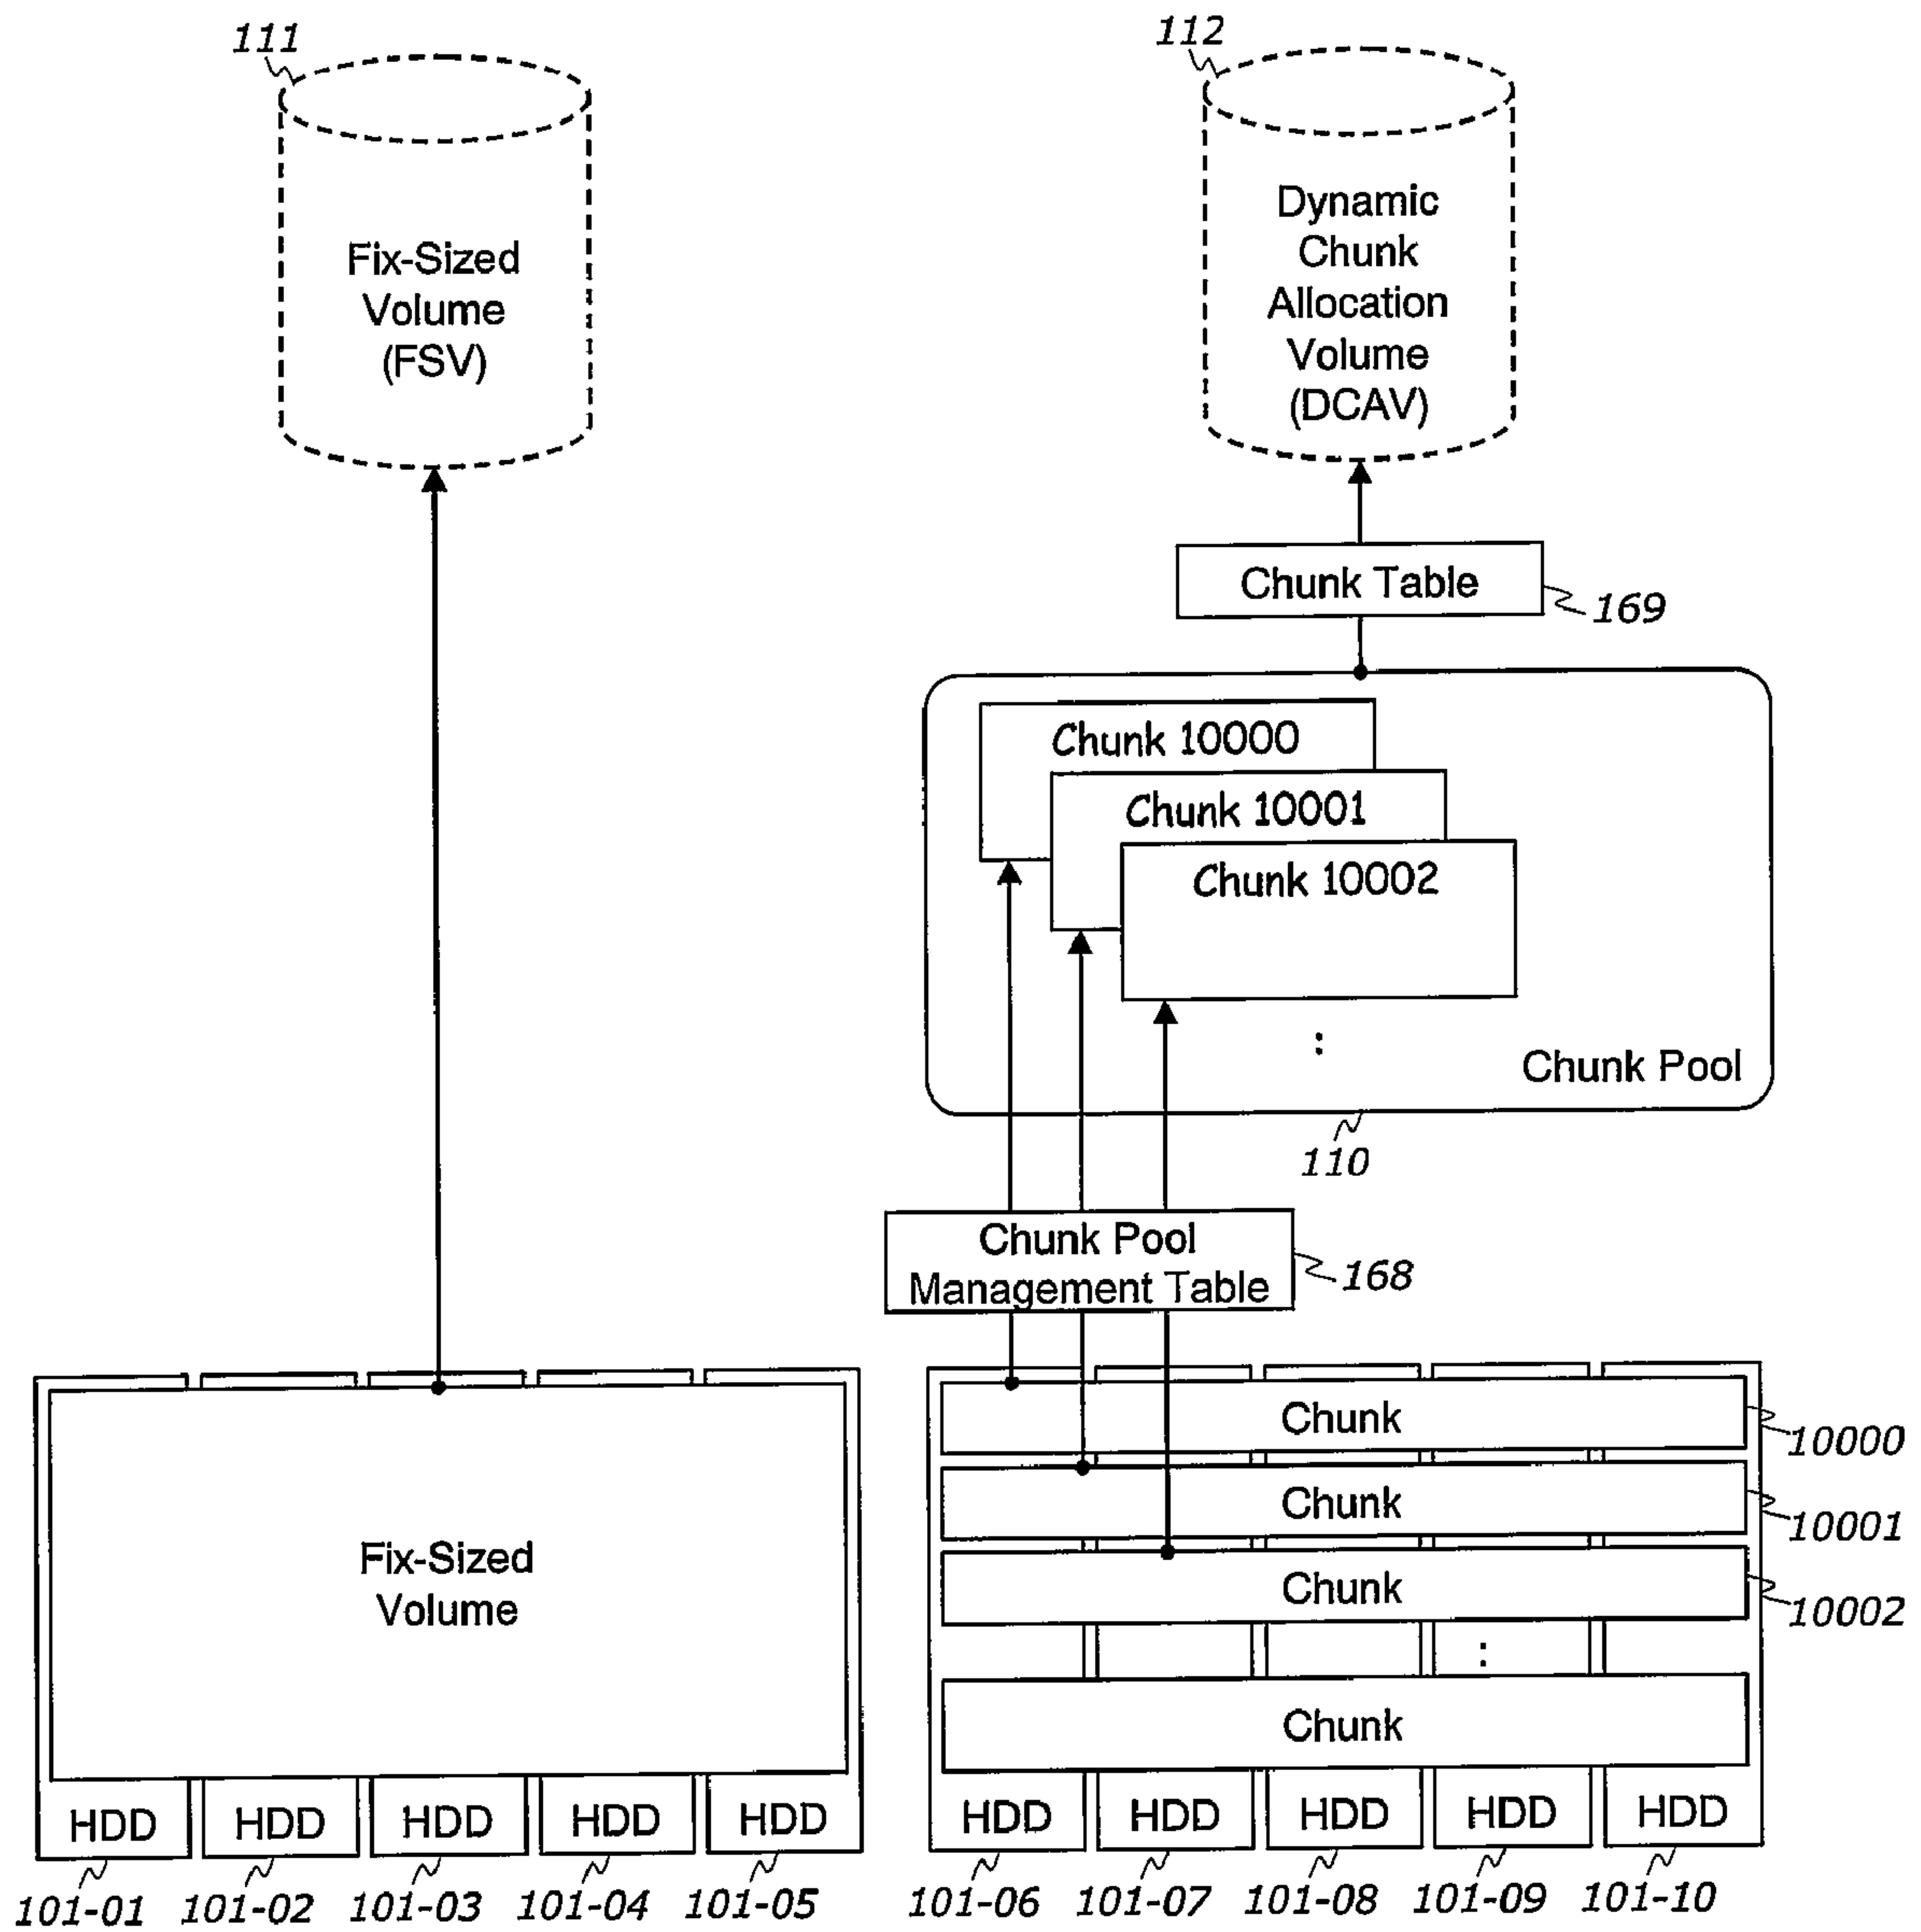 111
112
Fix-Sized
Volume
(FSV)
Dynamic
Chunk
Allocation
Volume
(DCAV)
Chunk Table
169
Chunk 10000
Chunk 10001
Chunk 10002
:
Chunk Pool
110
Chunk Pool
Management Table
168
Fix-Sized
Volume
Chunk
10000
Chunk
10001
Chunk
10002
:
Chunk
HDD HDD HDD HDD HDD
HDD HDD HDD HDD HDD
101-01 101-02 101-03 101-04 101-05
101-06 101-07 101-08 101-09 101-10